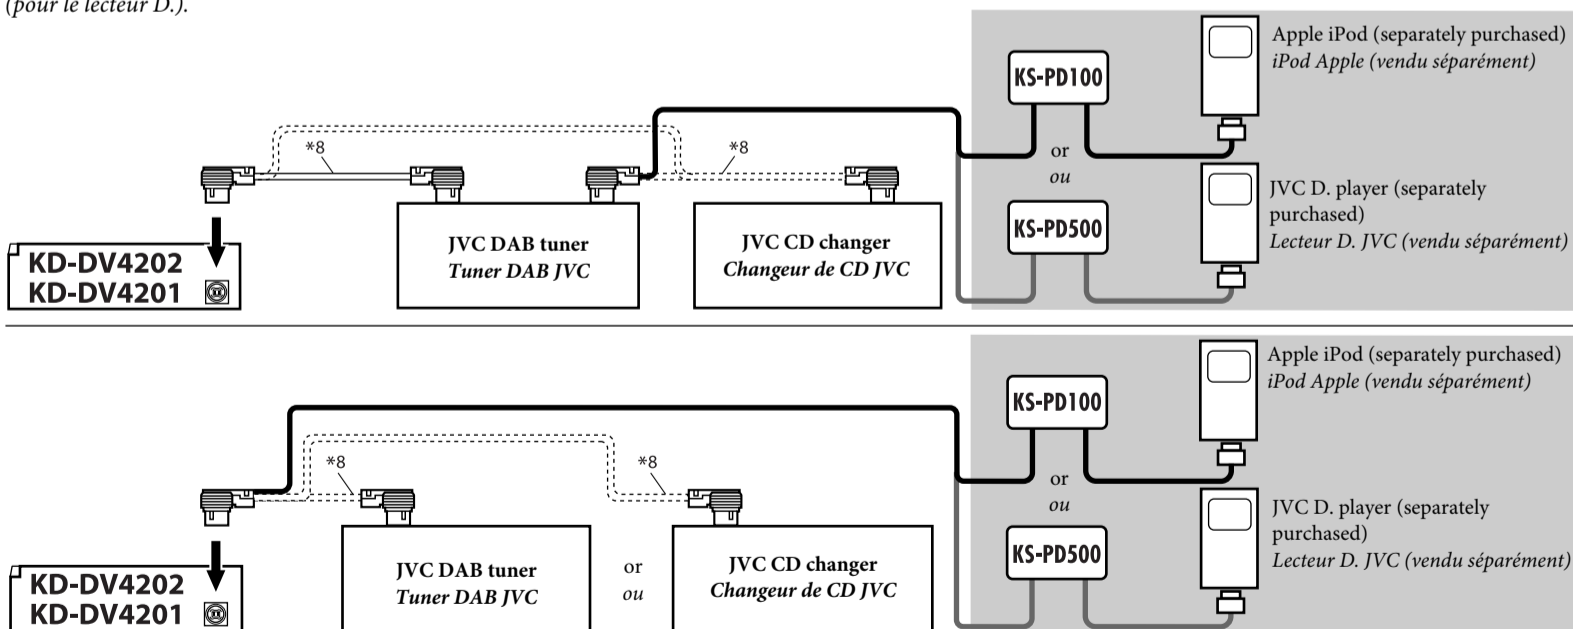 (pour le lecteur D.).
Apple iPod (separately purchased)
iPod Apple (vendu séparément)
KS-PD100
*8
*8
or
ou
JVC D. player (separately
purchased)
Lecteur D. JVC (vendu séparément)
KS-PD500
JVC DAB tuner
Tuner DAB JVC
JVC CD changer
Changeur de CD JVC
KD-DV4202
KD-DV4201
Apple iPod (separately purchased)
iPod Apple (vendu séparément)
KS-PD100
*8
*8
or
ou
JVC D. player (separately
purchased)
Lecteur D. JVC (vendu séparément)
KS-PD500
JVC DAB tuner
Tuner DAB JVC
or
ou
JVC CD changer
Changeur de CD JVC
KD-DV4202
KD-DV4201